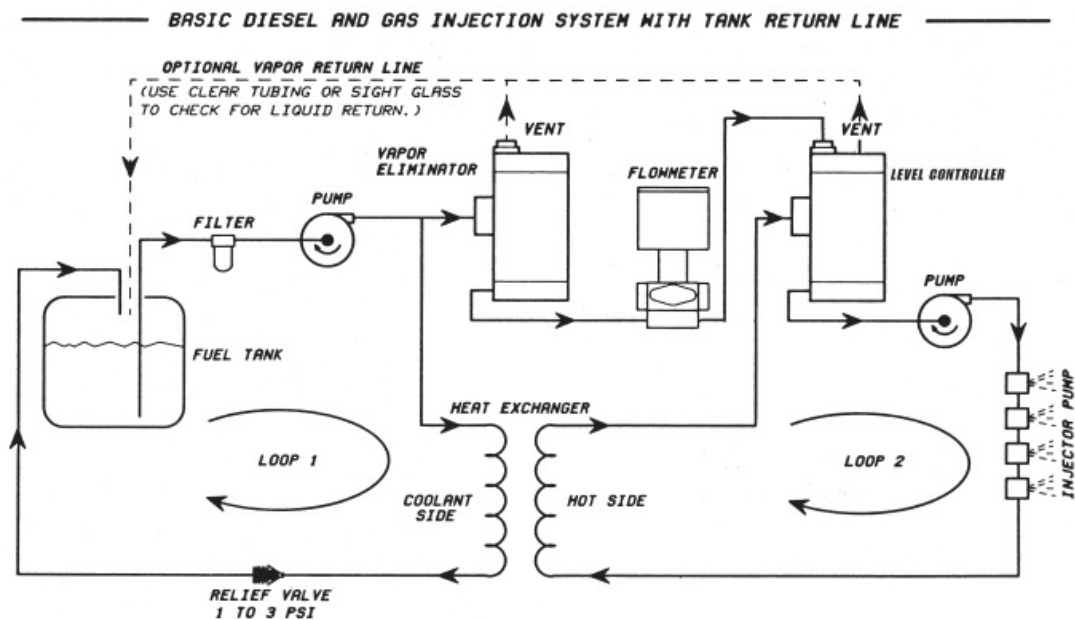 BASIC DIESEL AND GAS INJECTION SYSTEM WITH TANK RETURN LINE
OPTIONAL VAPOR RETURN LINE
(USE CLEAR TUBING OR SIGHT GLASS
TO CHECK FOR LIQUID RETURN.)
VENT
VENT
VAPOR
ELIMINATOR
FLOWMETER
LEVEL CONTROLLER
PUMP
FILTER
PUMP
FUEL TANK
HEAT EXCHANGER
LOOP 1
LOOP 2
COOLANT
SIDE
HOT SIDE
INJECTOR PUMP
RELIEF VALVE
1 TO 3 PSI